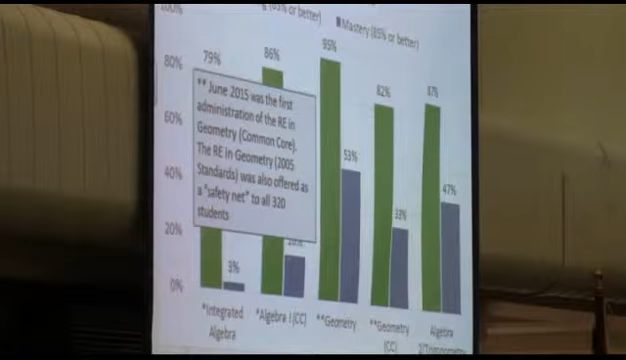 100%
(65% or better)
Mastery (85% or better)
95%
79%
86%
80%
82%
87%
** June 2015 was the first
administration of the RE in
Geometry (Common Core).
The RE in Geometry (2005
Standards) was also offered as
a "safety net" to all 320
students
60%
53%
40%
47%
33%
20%
3%
0%
*Integrated
Algebra
*Algebra I (CC)
**Geometry
**Geometry
(CC)
Algebra
2/Trigonometry